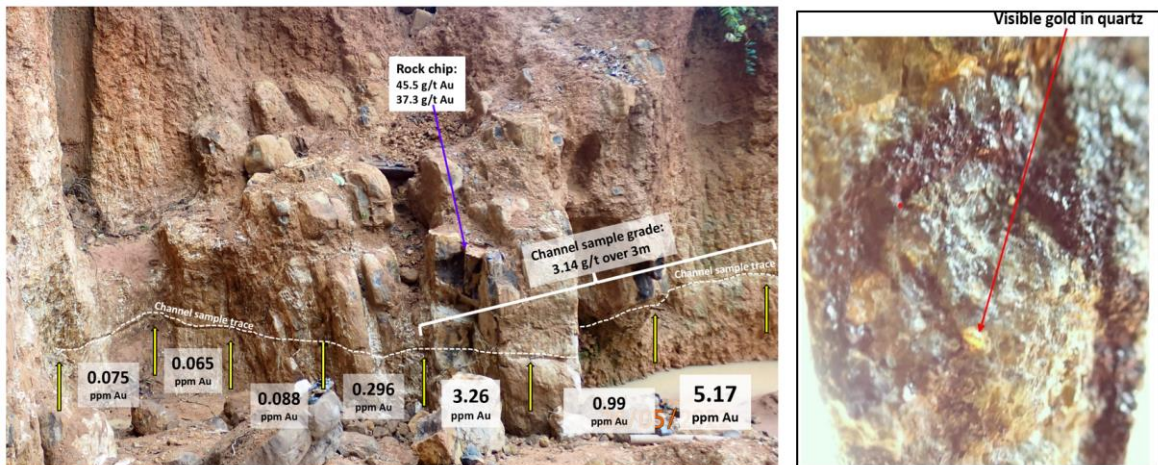 Rock chip:
45.5 g/t Au
37.3 g/t Au
Channel sample grade:
3.14 g/t over 3m
Channel sample trace
Channel sample trace
0.075
ppm Au
0.065
ppm Au
0.088
ppm Au
0.296
ppm Au
3.26
ppm Au
0.99
ppm Au
5.17
ppm Au
Visible gold in quartz